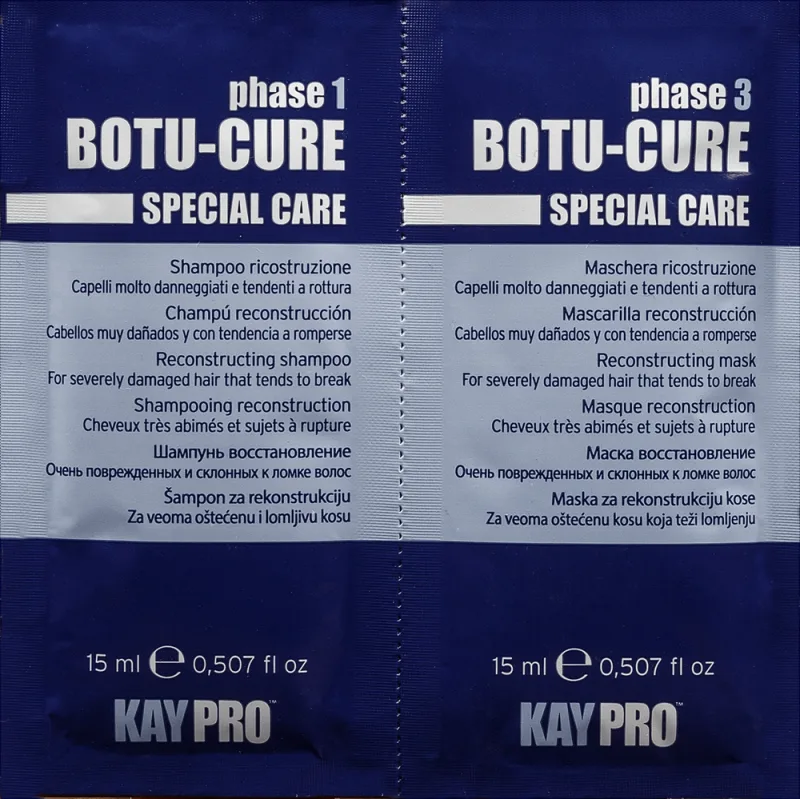 phase 1
BOTU-CURE
SPECIAL CARE
Shampoo ricostruzione
Capelli molto danneggiati e tendenti a rottura
Champú reconstrucción
Cabellos muy dañados y con tendencia a romperse
Reconstructing shampoo
For severely damaged hair that tends to break
Shampooing reconstruction
Cheveux très abimés et sujets à rupture
Шампунь восстановление
Очень поврежденных и склонных к ломке волос
Šampon za rekonstrukciju
Za veoma oštećenu i lomljivu kosu
15 ml ℮ 0,507 fl oz
KAYPRO™
phase 3
BOTU-CURE
SPECIAL CARE
Maschera ricostruzione
Capelli molto danneggiati e tendenti a rottura
Mascarilla reconstrucción
Cabellos muy dañados y con tendencia a romperse
Reconstructing mask
For severely damaged hair that tends to break
Masque reconstruction
Cheveux très abimés et sujets à rupture
Маска восстановление
Очень поврежденных и склонных к ломке волос
Maska za rekonstrukciju kose
Za veoma oštećenu kosu koja teži lomljenju
15 ml ℮ 0,507 fl oz
KAYPRO™